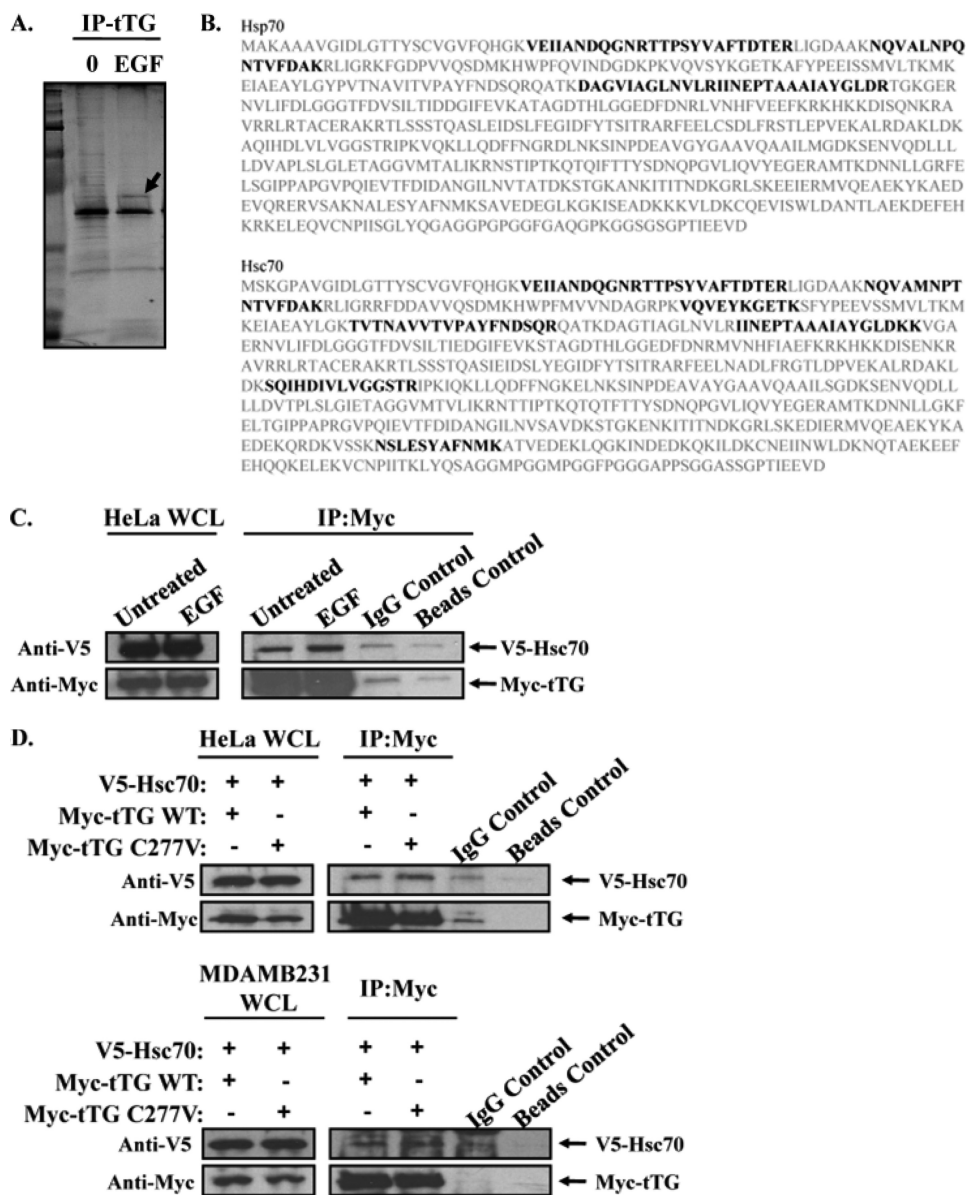 A.
IP-tTG
0 EGF
B.
Hsp70
MAKAAAVGIDLGTTYSCVGVFQHGKVEIIANDQGNRTTPSYVAFTDTERLIGDAAKNQVALNPQ
NTVFDAKRLIGRKFGDPVVQSDMKHWPFQVINDGDKPKVQVSYKGETKAFYPEEISSMVLTKMK
EIAEAYLGYPVTNAVITVPAYFNDSQRQATKDAGVIAGLNVLRIINEPTAAAIAYGLDRTGKGER
NVLIFDLGGGTFDVSILTIDDGIFEVKATAGDTHLGGEDFDNRLVNHFVEEFKRKHKKDISQNKRA
VRRLRTACERAKRTLSSSTQASLEIDSLFEGIDFYTSITRARFEELCSDLFRSTLEPVEKALRDAKLDK
AQIHDLVLVGGSTRIPKVQKLLQDFFNGRDLNKSINPDEAVGYGAAVQAAILMGDKSENVQDLLL
LDVAPLSLGLETAGGVMTALIKRNSTIPTKQTQIFTTYSDNQPGVLIQVYEGERAMTKDNNLLGRFE
LSGIPPAPGVPQIEVTFDIDANGILNVTATDKSTGKANKITITNDKGRLSKEEIERMVQEAEKYKAED
EVQRERVSAKNALESYAFNMKSAVEDEGLKGKISEADKKKVLDKCQEVISWLDANTLAEKDEFEH
KRKELEQVCNPIISGLYQGAGGPGPGGFGAQGPKGGSGSGPTIEEVD
Hsc70
MSKGPAVGIDLGTTYSCVGVFQHGKVEIIANDQGNRTTPSYVAFTDTERLIGDAAKNQVAMNPT
NTVFDAKRLIGRRFDDAVVQSDMKHWPFMVVNDAGRPKVQVEYKGETKSFYPEEVSSMVLTKM
KEIAEAYLGKTVTNAVVTVPAYFNDSQRQATKDAGTIAGLNVLRIINEPTAAAIAYGLDKKVGA
ERNVLIFDLGGGTFDVSILTIEDGIFEVKSTAGDTHLGGEDFDNRMVNHFIAEFKRKHKKDISENKR
AVRRLRTACERAKRTLSSSTQASIEIDSLYEGIDFYTSITRARFEELNADLFRGTLDPVEKALRDAKL
DKSQIHDIVLVGGSTRIPKIQKLLQDFFNGKELNKSINPDEAVAYGAAVQAAILSGDKSENVQDLL
LLDVTPLSLGIETAGGVMTVLIKRNTTIPTKQTQTFTTYSDNQPGVLIQVYEGERAMTKDNNLLGKF
ELTGIPPAPRGVPQIEVTFDIDANGILNVSAVDKSTGKENKITITNDKGRLSKEDIERMVQEAEKYKA
EDEKQRDKVSSKNSLESYAFNMKATVEDEKLQGKINDEDKQKILDKCNEIINWLDKNQTAEKEEF
EHQQKELEKVCNPIITKLYQSAGGMPGGMPGGFPGGGAPPSGGASSGPTIEEVD
C.
HeLa WCL IP:Myc
Untreated EGF Untreated EGF IgG Control Beads Control
Anti-V5 V5-Hsc70
Anti-Myc Myc-tTG
D.
HeLa WCL IP:Myc
V5-Hsc70: + + + +
Myc-tTG WT: + - + -
Myc-tTG C277V: - + - + IgG Control Beads Control
Anti-V5 V5-Hsc70
Anti-Myc Myc-tTG
MDAMB231
WCL IP:Myc
V5-Hsc70: + + + +
Myc-tTG WT: + - + -
Myc-tTG C277V: - + - + IgG Control Beads Control
Anti-V5 V5-Hsc70
Anti-Myc Myc-tTG